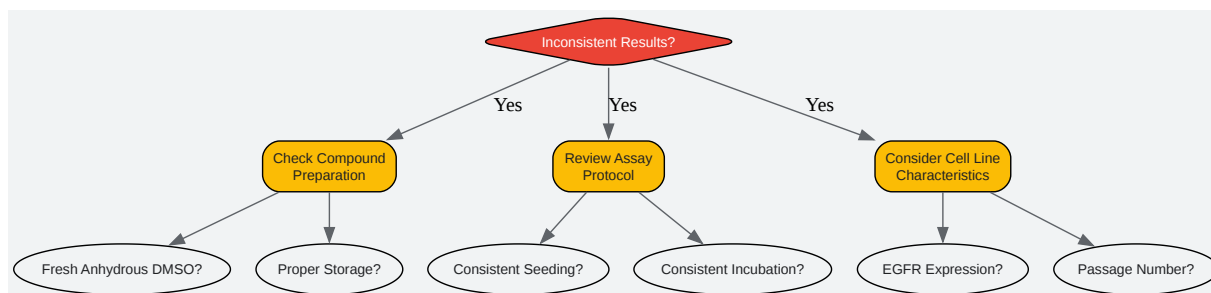 Inconsistent Results?
Yes
Yes
Yes
Check Compound
Preparation
Review Assay
Protocol
Consider Cell Line
Characteristics
Fresh Anhydrous DMSO?
Proper Storage?
Consistent Seeding?
Consistent Incubation?
EGFR Expression?
Passage Number?